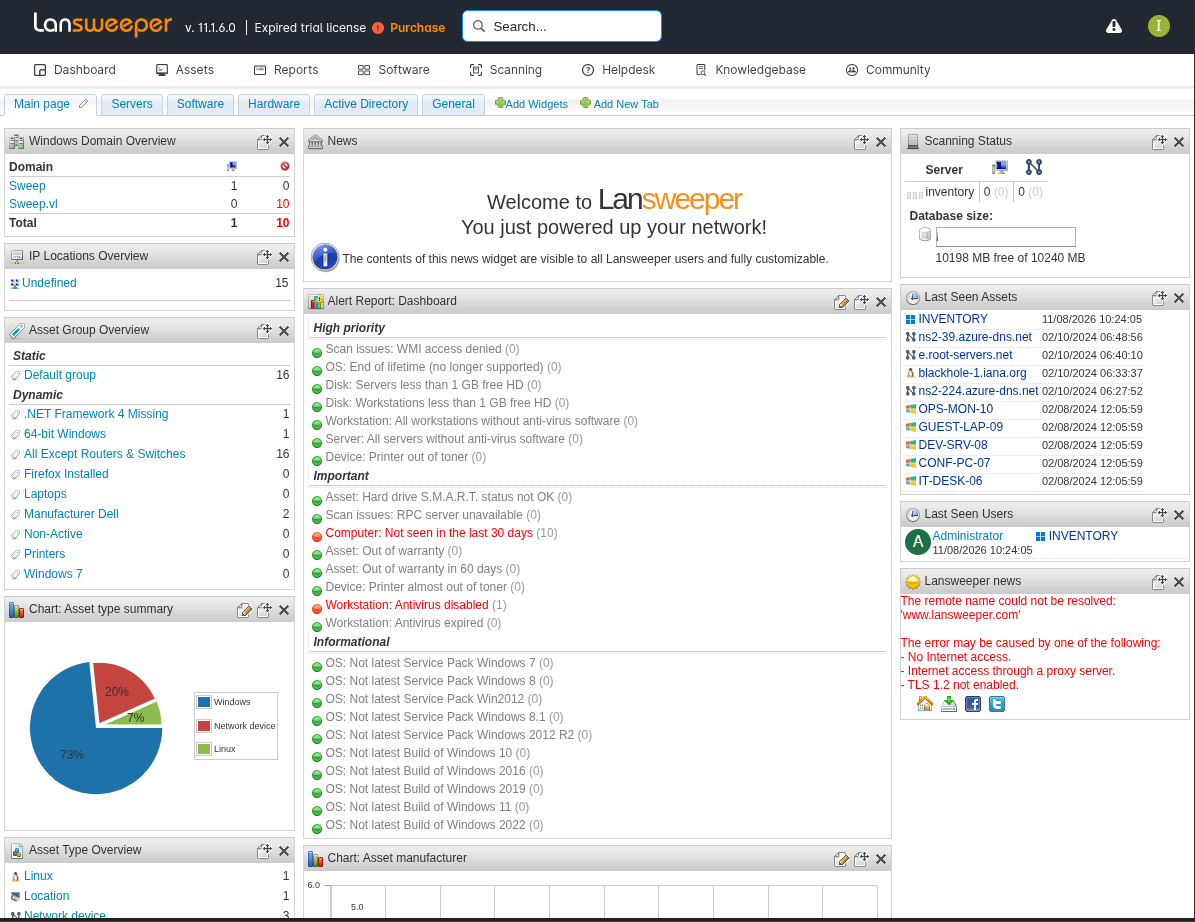 Lansweeper v. 11.1.6.0 | Expired trial license ! Purchase Search... I
Dashboard Assets Reports Software Scanning Helpdesk Knowledgebase Community
Main page Servers Software Hardware Active Directory General Add Widgets Add New Tab
Windows Domain Overview
Domain
Sweep 1 0
Sweep.vl 0 10
Total 1 10
IP Locations Overview
Undefined 15
Asset Group Overview
Static
Default group 16
Dynamic
.NET Framework 4 Missing 1
64-bit Windows 1
All Except Routers & Switches 16
Firefox Installed 0
Laptops 0
Manufacturer Dell 2
Non-Active 0
Printers 0
Windows 7 0
Chart: Asset type summary
20%
7%
73%
Windows
Network device
Linux
Asset Type Overview
Linux 1
Location 1
Network device 3
News
Welcome to Lansweeper
You just powered up your network!
The contents of this news widget are visible to all Lansweeper users and fully customizable.
Alert Report: Dashboard
High priority
Scan issues: WMI access denied (0)
OS: End of lifetime (no longer supported) (0)
Disk: Servers less than 1 GB free HD (0)
Disk: Workstations less than 1 GB free HD (0)
Workstation: All workstations without anti-virus software (0)
Server: All servers without anti-virus software (0)
Device: Printer out of toner (0)
Important
Asset: Hard drive S.M.A.R.T. status not OK (0)
Scan issues: RPC server unavailable (0)
Computer: Not seen in the last 30 days (10)
Asset: Out of warranty (0)
Asset: Out of warranty in 60 days (0)
Device: Printer almost out of toner (0)
Workstation: Antivirus disabled (1)
Workstation: Antivirus expired (0)
Informational
OS: Not latest Service Pack Windows 7 (0)
OS: Not latest Service Pack Windows 8 (0)
OS: Not latest Service Pack Win2012 (0)
OS: Not latest Service Pack Windows 8.1 (0)
OS: Not latest Service Pack Windows 2012 R2 (0)
OS: Not latest Build of Windows 10 (0)
OS: Not latest Build of Windows 2016 (0)
OS: Not latest Build of Windows 2019 (0)
OS: Not latest Build of Windows 11 (0)
OS: Not latest Build of Windows 2022 (0)
Chart: Asset manufacturer
6.0
5.0
Scanning Status
Server
inventory 0 (0) 0 (0)
Database size:
10198 MB free of 10240 MB
Last Seen Assets
INVENTORY 11/08/2026 10:24:05
ns2-39.azure-dns.net 02/10/2024 06:48:56
e.root-servers.net 02/10/2024 06:40:10
blackhole-1.iana.org 02/10/2024 06:33:37
ns2-224.azure-dns.net 02/10/2024 06:27:52
OPS-MON-10 02/08/2024 12:05:59
GUEST-LAP-09 02/08/2024 12:05:59
DEV-SRV-08 02/08/2024 12:05:59
CONF-PC-07 02/08/2024 12:05:59
IT-DESK-06 02/08/2024 12:05:59
Last Seen Users
A Administrator INVENTORY
11/08/2026 10:24:05
Lansweeper news
The remote name could not be resolved:
'www.lansweeper.com'
The error may be caused by one of the following:
- No Internet access.
- Internet access through a proxy server.
- TLS 1.2 not enabled.